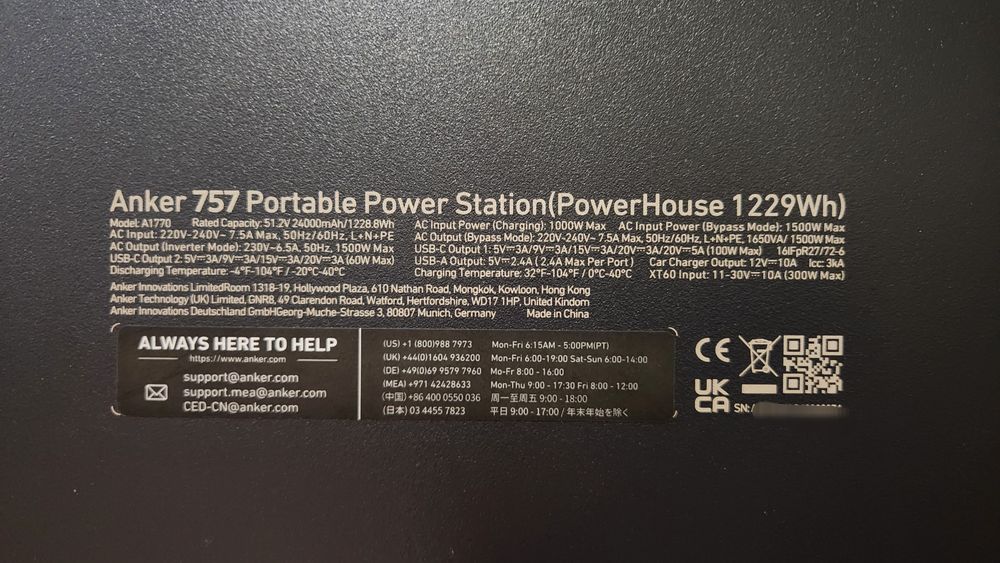 Anker 757 Portable Power Station(PowerHouse 1229Wh)
Model: A1770 Rated Capacity: 51.2V 24000mAh/1228.8Wh
AC Input: 220V-240V~ 7.5A Max, 50Hz/60Hz, L+N+PE
AC Output (Inverter Mode): 230V~6.5A, 50Hz, 1500W Max
USB-C Output 2: 5V⎓3A/9V⎓3A/15V⎓3A/20V⎓3A (60W Max)
Discharging Temperature: -4°F-104°F / -20°C-40°C
AC Input Power (Charging): 1000W Max AC Input Power (Bypass Mode): 1500W Max
AC Output (Bypass Mode): 220V-240V~ 7.5A Max, 50Hz/60Hz, L+N+PE, 1650VA/ 1500W Max
USB-C Output 1: 5V⎓3A/9V⎓3A/15V⎓3A/20V⎓3A/20V⎓5A (100W Max) 16IFpR27/72-6
USB-A Output: 5V⎓2.4A ( 2.4A Max Per Port ) Car Charger Output: 12V⎓10A Icc: 3kA
Charging Temperature: 32°F-104°F / 0°C-40°C XT60 Input: 11-30V⎓10A (300W Max)
Anker Innovations LimitedRoom 1318-19, Hollywood Plaza, 610 Nathan Road, Mongkok, Kowloon, Hong Kong
Anker Technology (UK) Limited, GNR8, 49 Clarendon Road, Watford, Hertfordshire, WD17 1HP, United Kindom
Anker Innovations Deutschland GmbHGeorg-Muche-Strasse 3, 80807 Munich, Germany Made in China
ALWAYS HERE TO HELP
https://www.anker.com
support@anker.com
support.mea@anker.com
CED-CN@anker.com
(US) +1 (800)988 7973 Mon-Fri 6:15AM - 5:00PM(PT)
(UK) +44(0)1604 936200 Mon-Fri 6:00-19:00 Sat-Sun 6:00-14:00
(DE) +49(0)69 9579 7960 Mo-Fr 8:00 - 16:00
(MEA) +971 42428633 Mon-Thu 9:00 - 17:30 Fri 8:00 - 12:00
(中国) +86 400 0550 036 周一至周五 9:00 - 18:00
(日本) 03 4455 7823 平日 9:00 - 17:00 / 年末年始を除く
CE
UK
CA
SN: